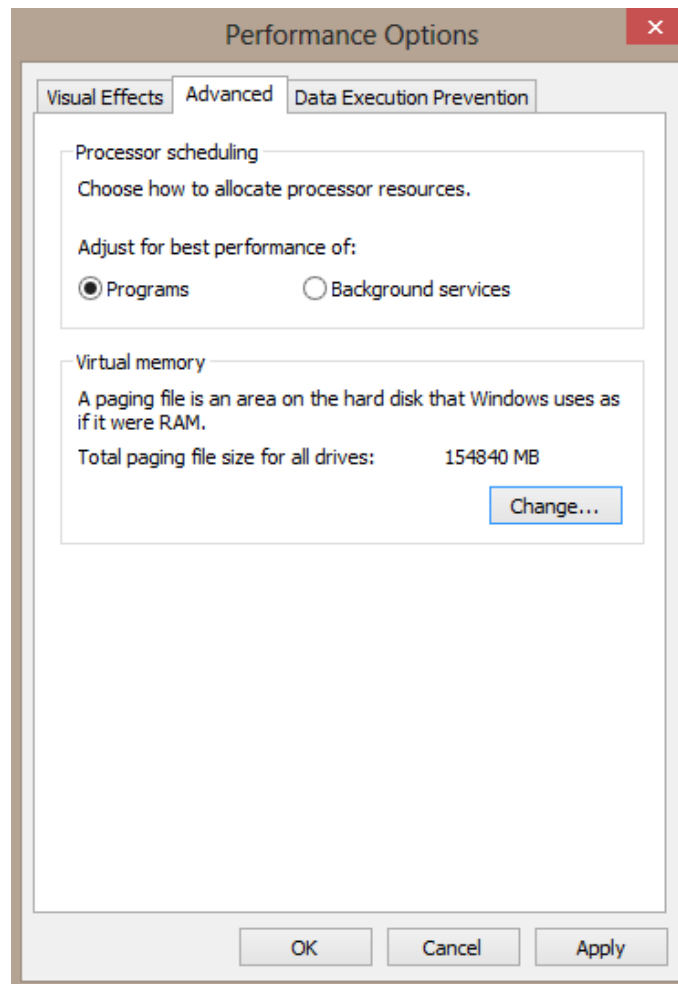 Performance Options
Visual Effects
Advanced
Data Execution Prevention
Processor scheduling
Choose how to allocate processor resources.
Adjust for best performance of:
Programs
Background services
Virtual memory
A paging file is an area on the hard disk that Windows uses as
if it were RAM.
Total paging file size for all drives:
154840 MB
Change...
OK
Cancel
Apply